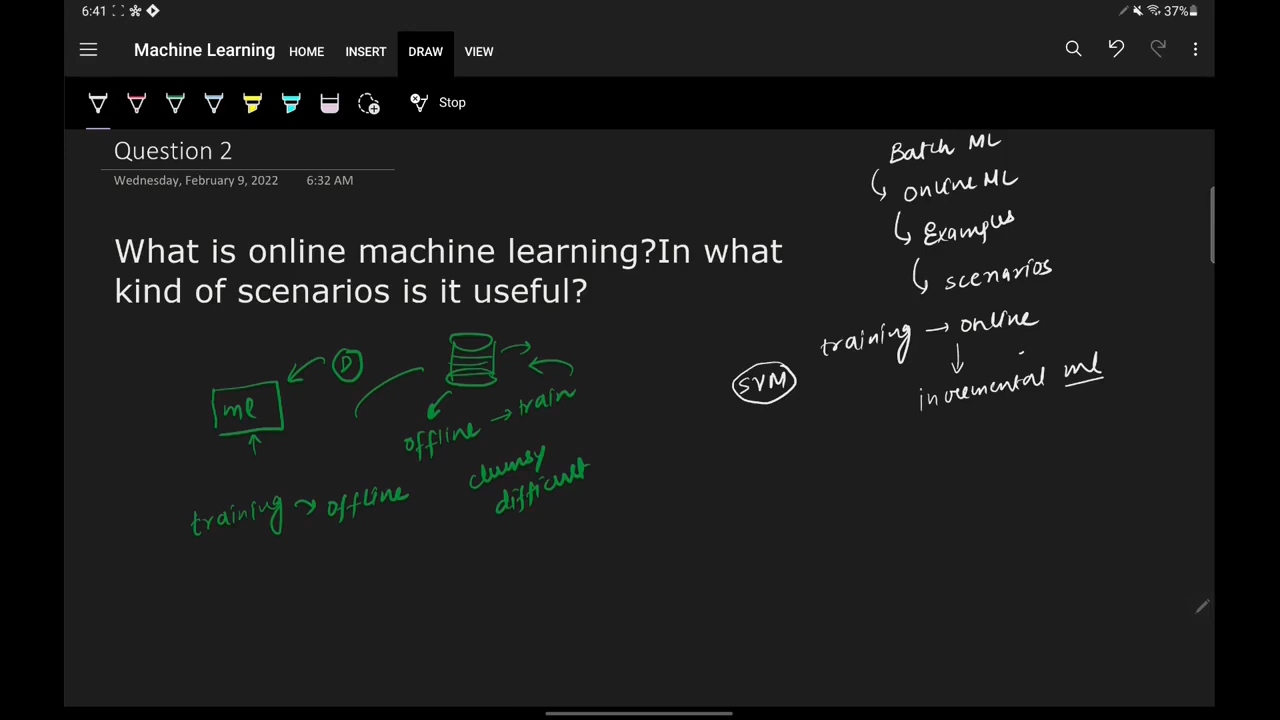 6:41
37%
Machine Learning HOME INSERT DRAW VIEW
Stop
Question 2
Wednesday, February 9, 2022 6:32 AM
What is online machine learning?In what
kind of scenarios is it useful?
Batch ML
Online ML
Examples
scenarios
training → online
incremental ml
SVM
D
ml
offline → train
clumsy
difficult
training → offline